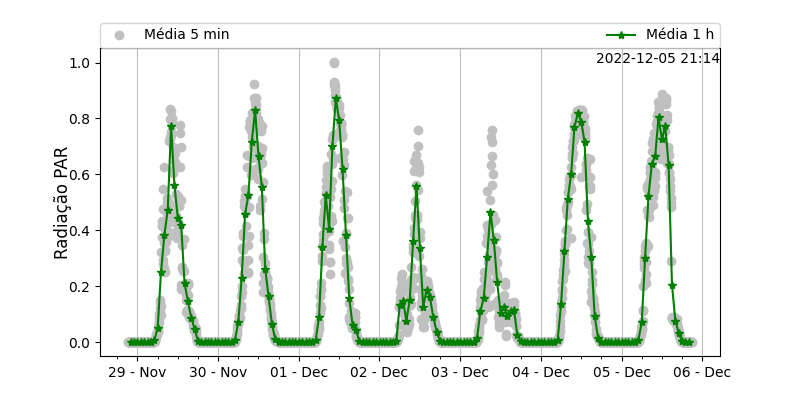 Média 5 min
Média 1 h
2022-12-05 21:14
Radiação PAR
1.0
0.8
0.6
0.4
0.2
0.0
29 - Nov
30 - Nov
01 - Dec
02 - Dec
03 - Dec
04 - Dec
05 - Dec
06 - Dec